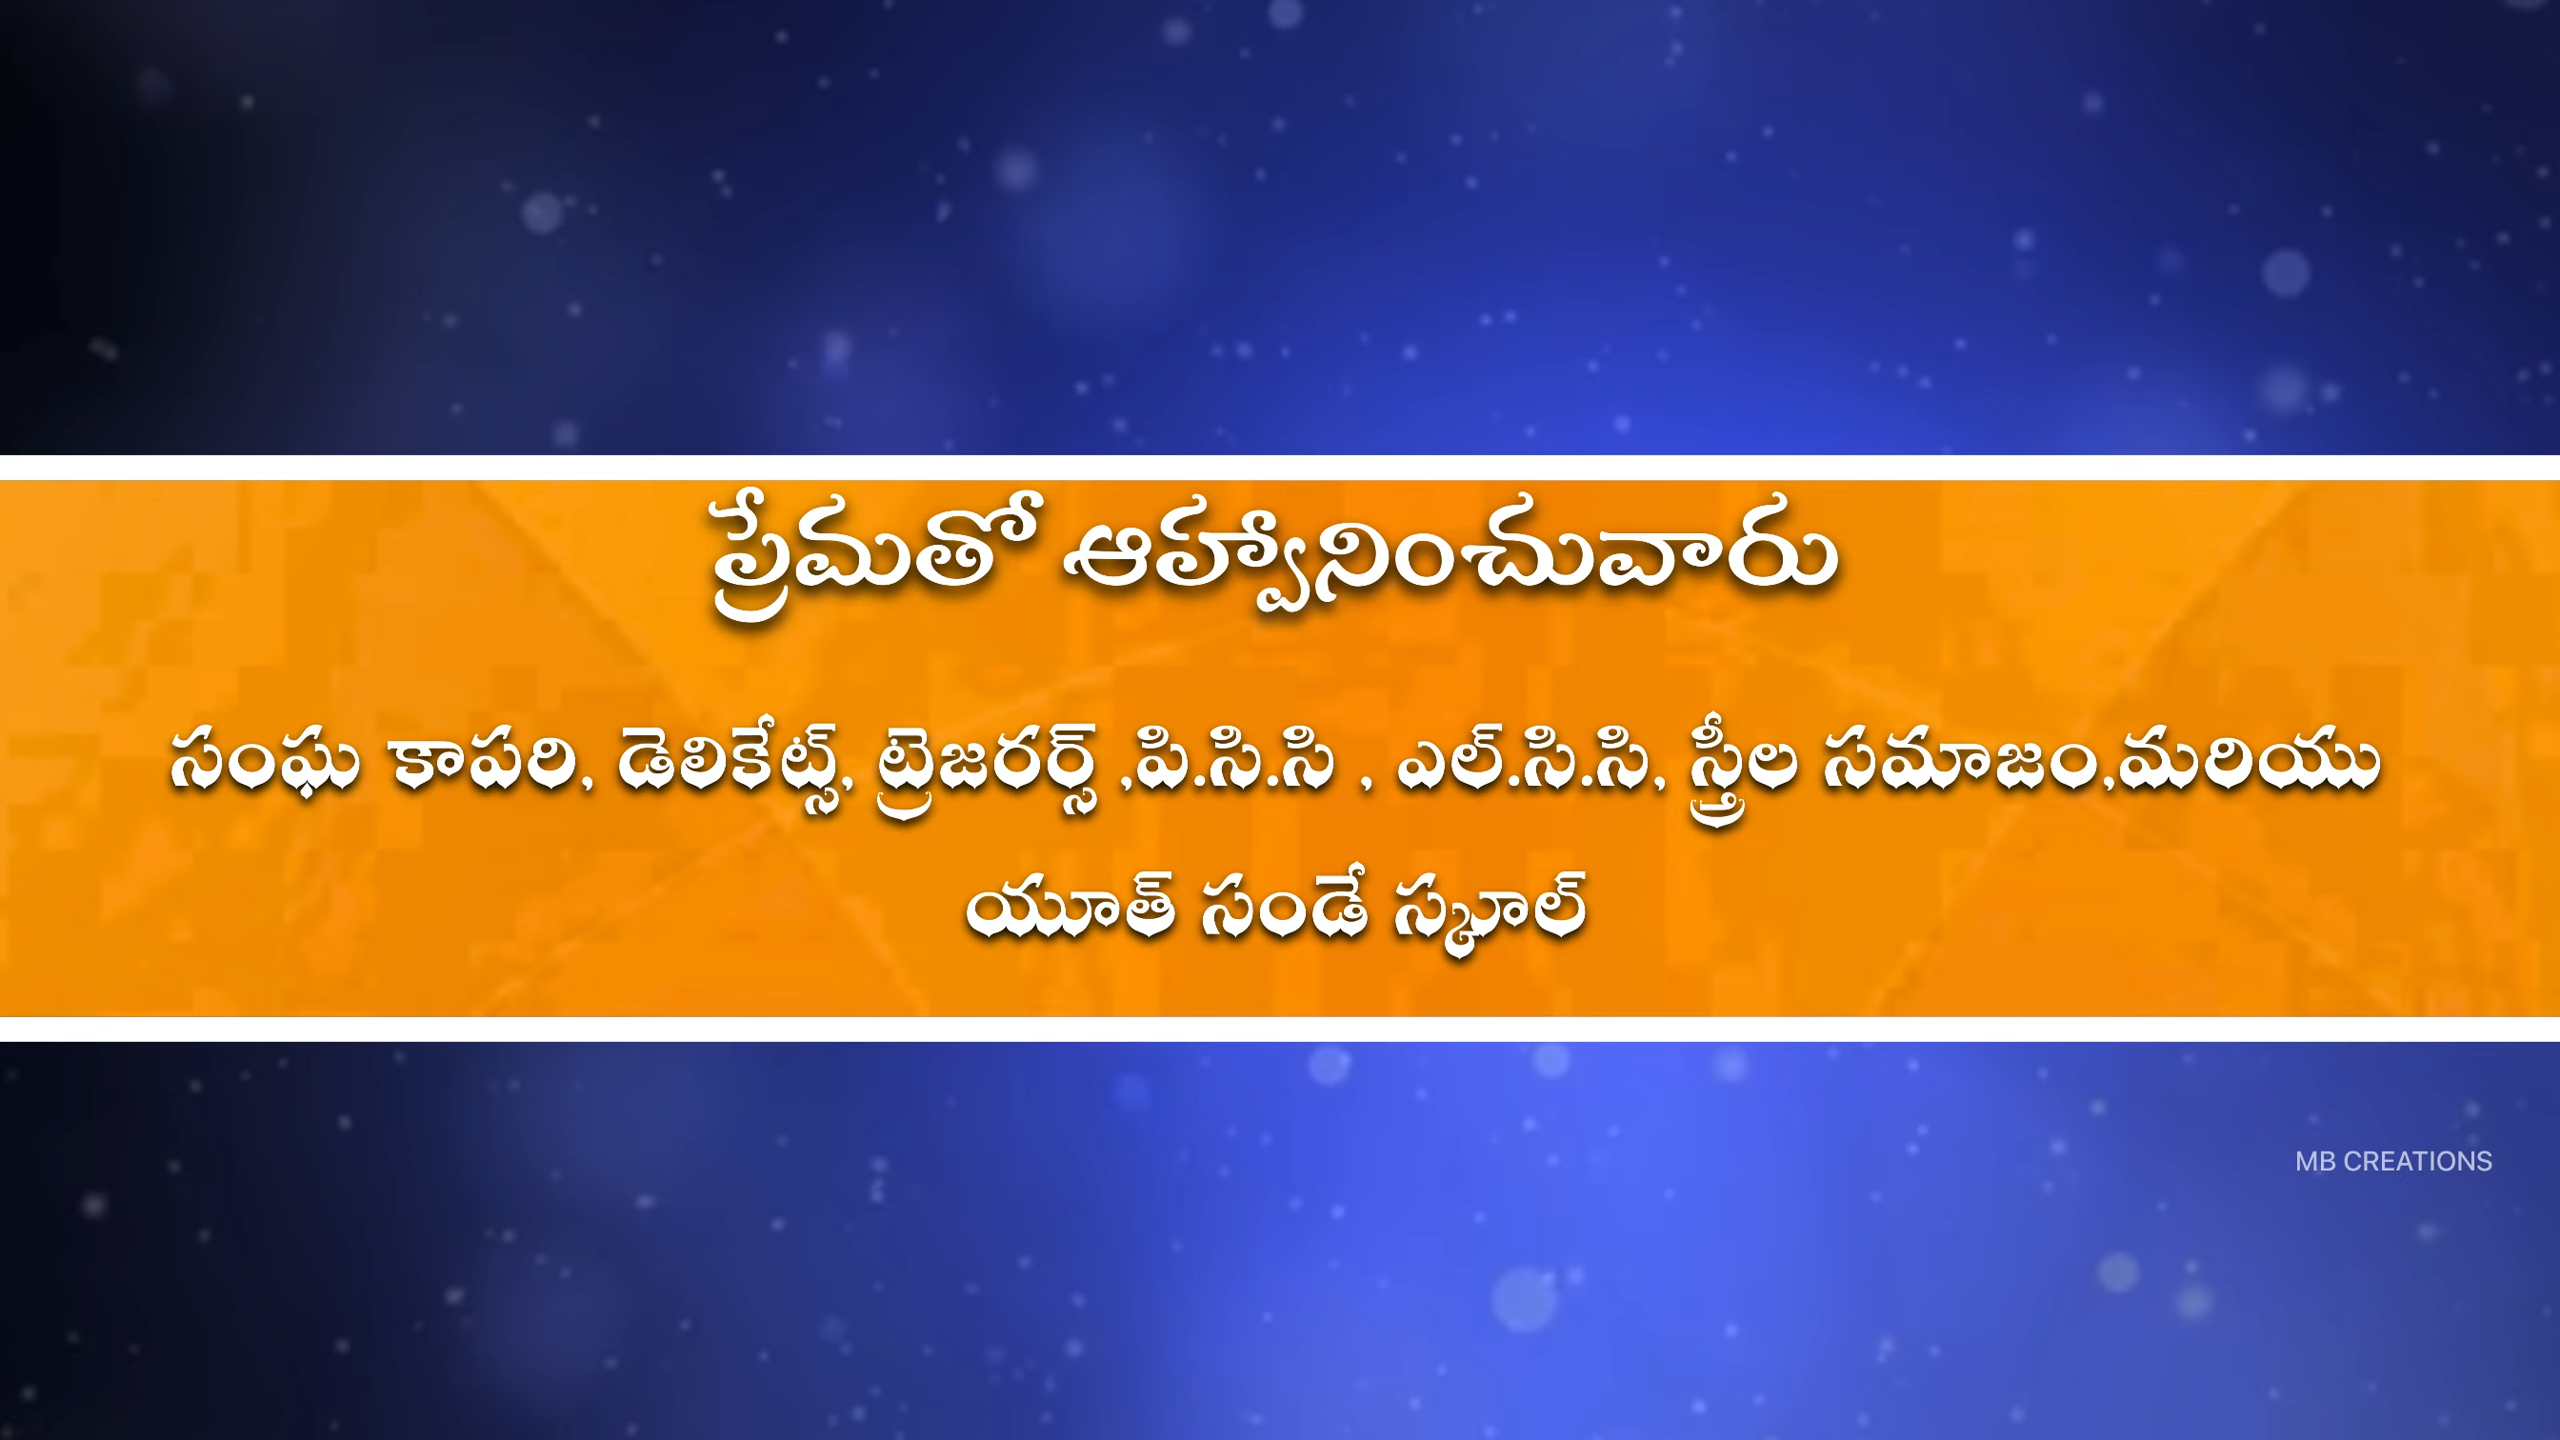 ప్రేమతో ఆహ్వానించువారు
సంఘ కాపరి, డెలికేట్స్, ట్రెజరర్స్ ,పి.సి.సి , ఎల్.సి.సి, స్త్రీల సమాజం,మరియు
యూత్ సండే స్కూల్
MB CREATIONS